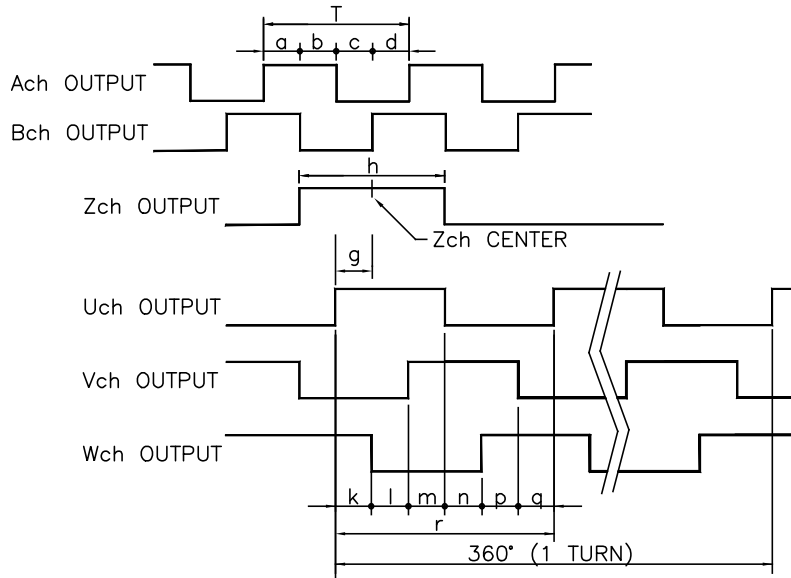 T
a b c d
Ach OUTPUT
Bch OUTPUT
h
Zch OUTPUT
Zch CENTER
g
Uch OUTPUT
Vch OUTPUT
Wch OUTPUT
k l m n p q
r
360° (1 TURN)